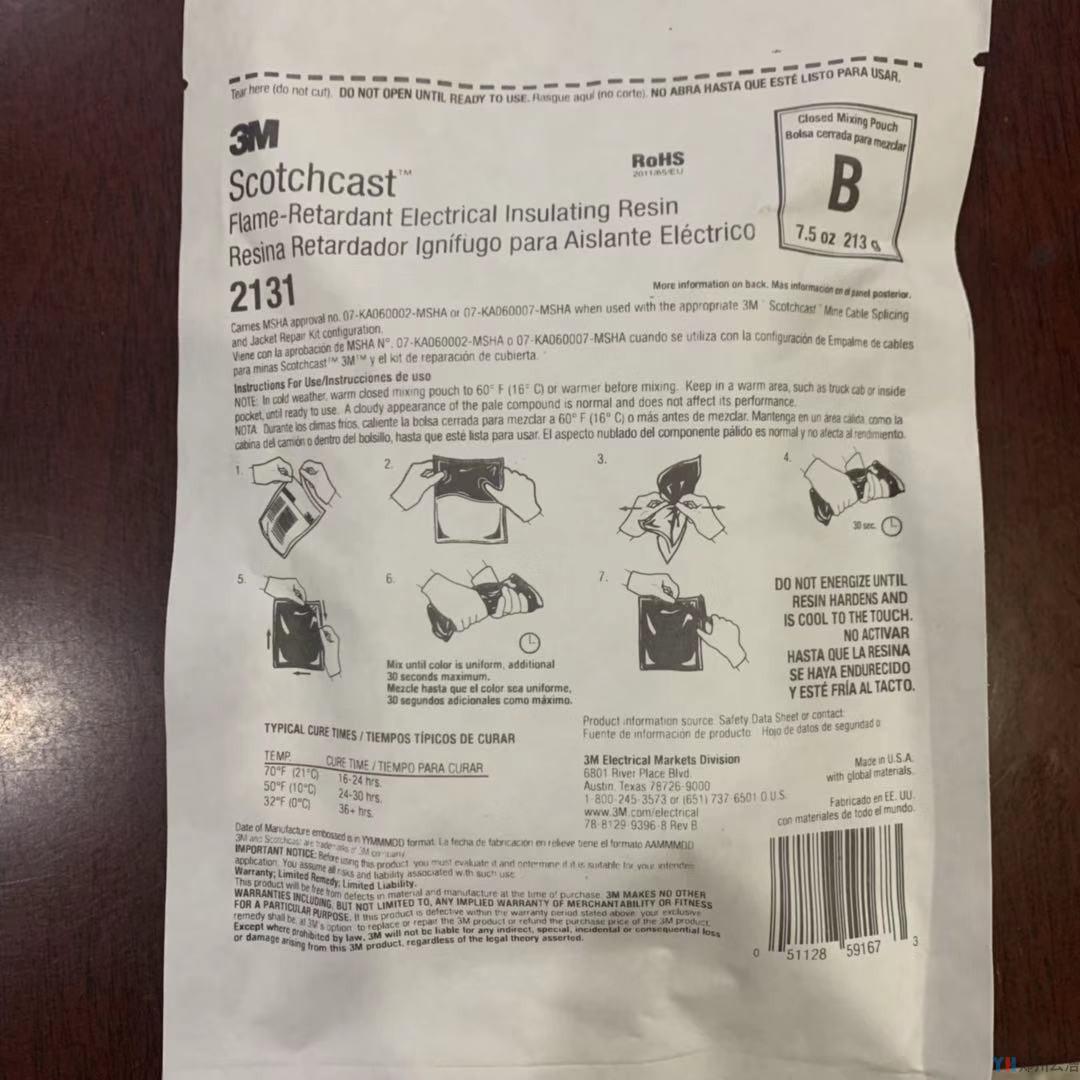 Tear here (do not cut). DO NOT OPEN UNTIL READY TO USE. Rasgue aquí (no corte). NO ABRA HASTA QUE ESTÉ LISTO PARA USAR.
3M
Scotchcast™
Flame-Retardant Electrical Insulating Resin
Resina Retardador Ignífugo para Aislante Eléctrico
2131
RoHS
2011/65/EU
Closed Mixing Pouch
Bolsa cerrada para mezclar
B
7.5 oz 213 g
More information on back. Mas información en el panel posterior.
Carries MSHA approval no. 07-KA060002-MSHA or 07-KA060007-MSHA when used with the appropriate 3M Scotchcast Mine Cable Splicing
and Jacket Repair Kit configuration.
Viene con la aprobación de MSHA N°. 07-KA060002-MSHA o 07-KA060007-MSHA cuando se utiliza con la configuración de Empalme de cables
para minas Scotchcast™ 3M™ y el kit de reparación de cubierta.
Instructions For Use/Instrucciones de uso
NOTE: In cold weather, warm closed mixing pouch to 60° F (16° C) or warmer before mixing. Keep in a warm area, such as truck cab or inside
pocket, until ready to use. A cloudy appearance of the pale compound is normal and does not affect its performance.
NOTA: Durante los climas fríos, caliente la bolsa cerrada para mezclar a 60° F (16° C) o más antes de mezclar. Mantenga en un área cálida, como la
cabina del camión o dentro del bolsillo, hasta que esté lista para usar. El aspecto nublado del componente pálido es normal y no afecta al rendimiento.
1.
2.
3.
4.
30 sec.
5.
6.
Mix until color is uniform, additional
30 seconds maximum.
Mezcle hasta que el color sea uniforme,
30 segundos adicionales como máximo.
7.
DO NOT ENERGIZE UNTIL
RESIN HARDENS AND
IS COOL TO THE TOUCH.
NO ACTIVAR
HASTA QUE LA RESINA
SE HAYA ENDURECIDO
Y ESTÉ FRÍA AL TACTO.
TYPICAL CURE TIMES / TIEMPOS TÍPICOS DE CURAR
TEMP. CURE TIME / TIEMPO PARA CURAR
70°F (21°C) 16-24 hrs.
50°F (10°C) 24-30 hrs.
32°F (0°C) 36+ hrs.
Product information source: Safety Data Sheet or contact:
Fuente de información de producto: Hojo de datos de seguridad o
3M Electrical Markets Division
6801 River Place Blvd.
Austin, Texas 78726-9000
1-800-245-3573 or (651) 737-6501 O.U.S.
www.3M.com/electrical
78-8129-9396-8 Rev B
Made in U.S.A.
with global materials.
Fabricado en EE. UU.
con materiales de todo el mundo.
Date of Manufacture embossed is in YYMMMDD format. La fecha de fabricación en relieve tiene el formato AAMMMDD
3M and Scotchcast are trademarks of 3M company
IMPORTANT NOTICE: Before using this product, you must evaluate it and determine if it is suitable for your intended
application. You assume all risks and liability associated with such use.
Warranty; Limited Remedy; Limited Liability.
This product will be free from defects in material and manufacture at the time of purchase. 3M MAKES NO OTHER
WARRANTIES INCLUDING, BUT NOT LIMITED TO, ANY IMPLIED WARRANTY OF MERCHANTABILITY OR FITNESS
FOR A PARTICULAR PURPOSE. If this product is defective within the warranty period stated above, your exclusive
remedy shall be, at 3M's option, to replace or repair the 3M product or refund the purchase price of the 3M product.
Except where prohibited by law, 3M will not be liable for any indirect, special, incidental or consequential loss
or damage arising from this 3M product, regardless of the legal theory asserted.
0 51128 59167 3